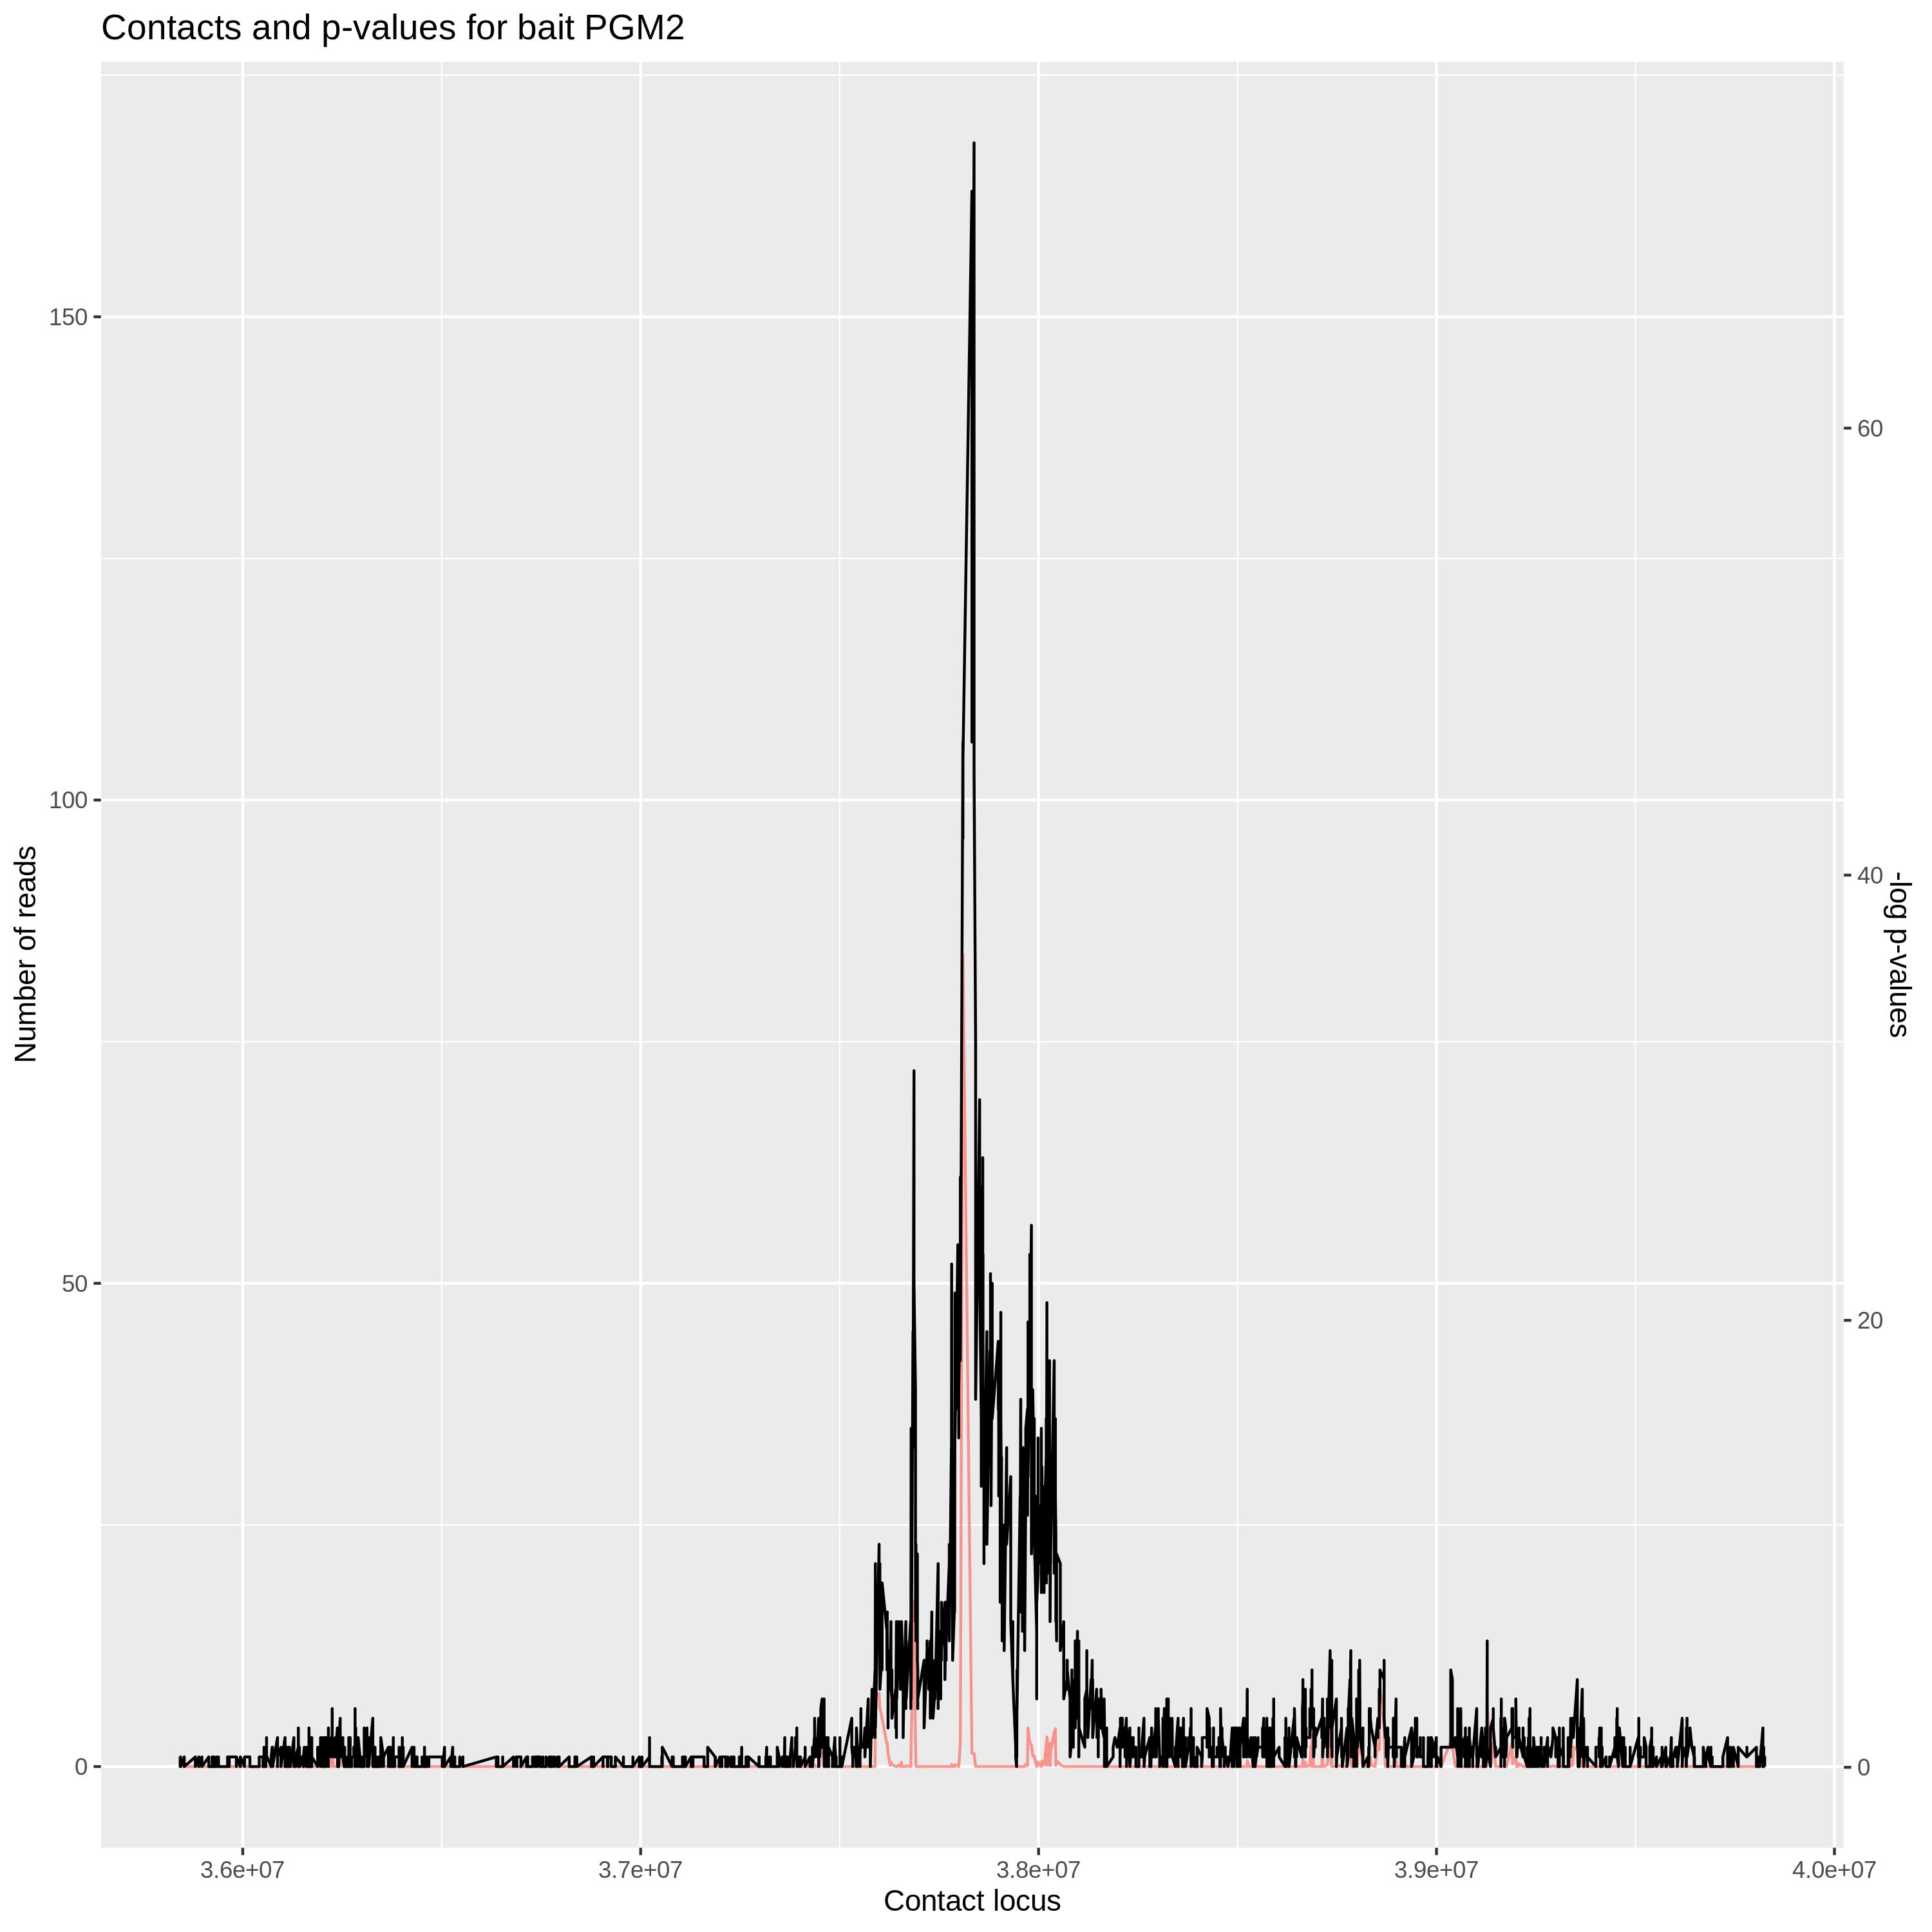 Contacts and p-values for bait PGM2
150
100
50
0
Number of reads
60
40
20
0
-log p-values
3.6e+07
3.7e+07
3.8e+07
3.9e+07
4.0e+07
Contact locus